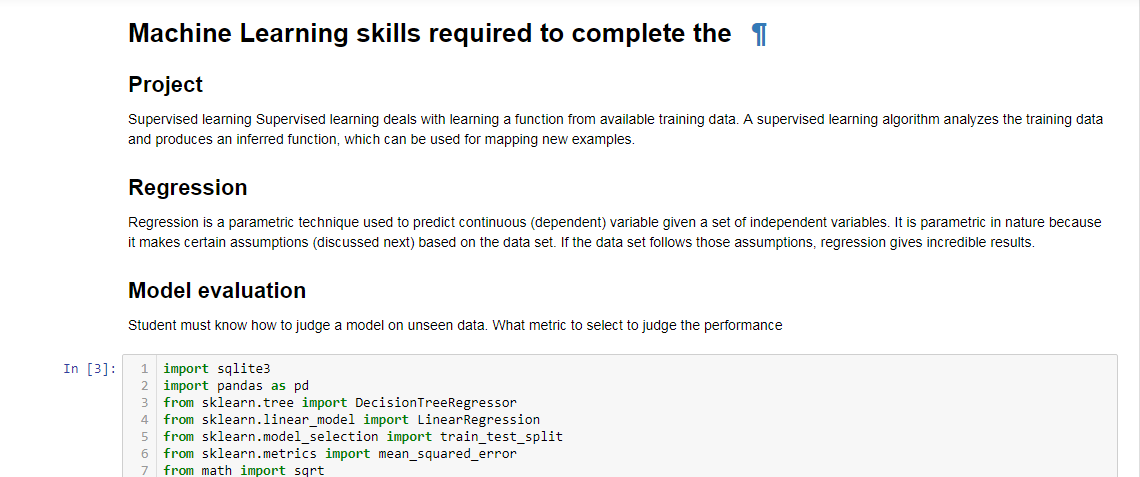 Machine Learning skills required to complete the ¶
Project
Supervised learning Supervised learning deals with learning a function from available training data. A supervised learning algorithm analyzes the training data
and produces an inferred function, which can be used for mapping new examples.
Regression
Regression is a parametric technique used to predict continuous (dependent) variable given a set of independent variables. It is parametric in nature because
it makes certain assumptions (discussed next) based on the data set. If the data set follows those assumptions, regression gives incredible results.
Model evaluation
Student must know how to judge a model on unseen data. What metric to select to judge the performance
In [3]: 1 import sqlite3
2 import pandas as pd
3 from sklearn.tree import DecisionTreeRegressor
4 from sklearn.linear_model import LinearRegression
5 from sklearn.model_selection import train_test_split
6 from sklearn.metrics import mean_squared_error
7 from math import sqrt